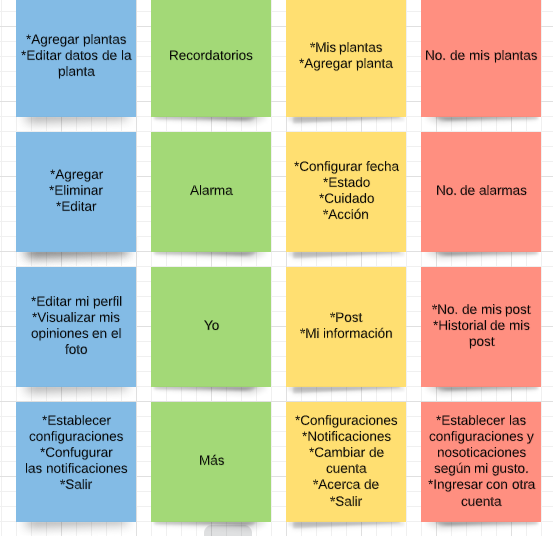 *Agregar plantas
*Editar datos de la
planta
Recordatorios
*Mis plantas
*Agregar planta
No. de mis plantas
*Agregar
*Eliminar
*Editar
Alarma
*Configurar fecha
*Estado
*Cuidado
*Acción
No. de alarmas
*Editar mi perfil
*Visualizar mis
opiniones en el
foto
Yo
*Post
*Mi información
*No. de mis post
*Historial de mis
post
*Establecer
configuraciones
*Confugurar
las notificaciones
*Salir
Más
*Configuraciones
*Notificaciones
*Cambiar de
cuenta
*Acerca de
*Salir
*Establecer las
configuraciones y
nosoticaciones
según mi gusto.
*Ingresar con otra
cuenta